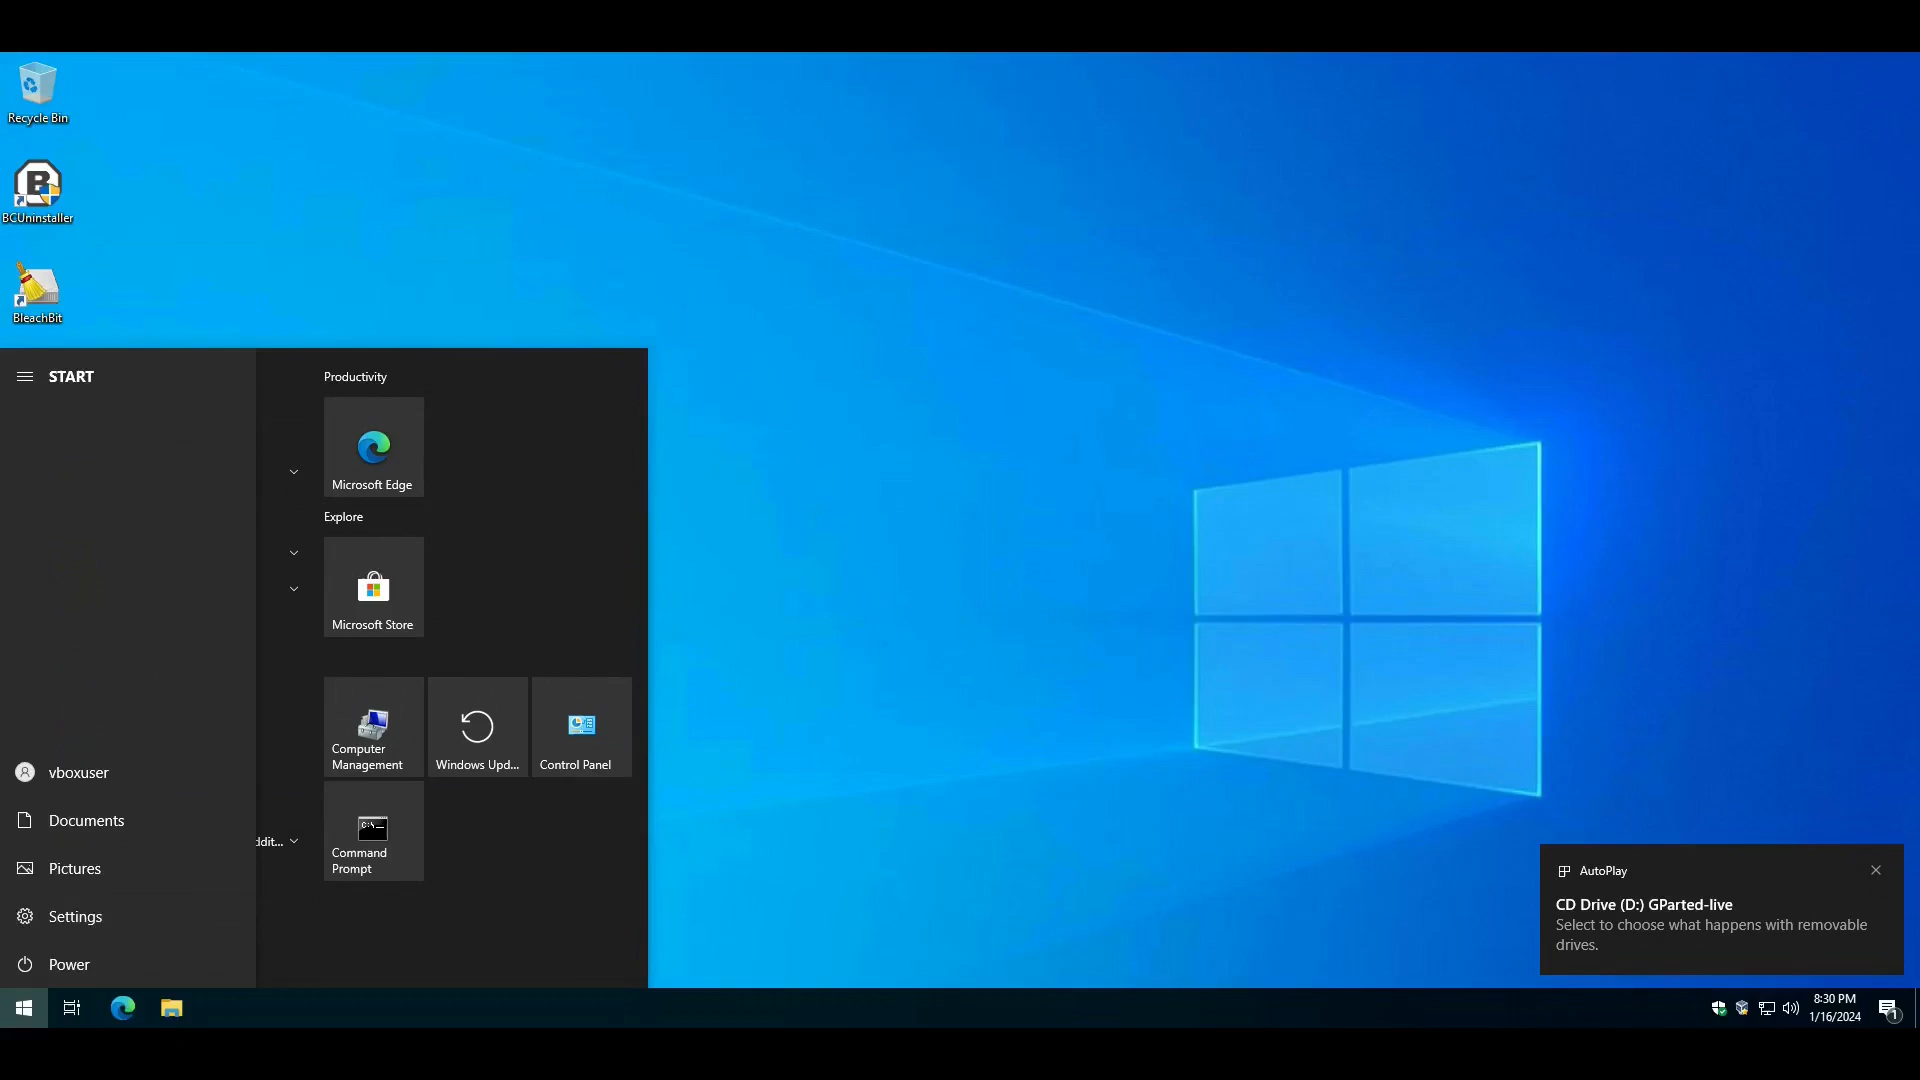 Recycle Bin
BCUninstaller
BleachBit
START
Productivity
Microsoft Edge
Explore
Microsoft Store
Computer
Management
Windows Upd...
Control Panel
Command
Prompt
ddit...
vboxuser
Documents
Pictures
Settings
Power
AutoPlay
CD Drive (D:) GParted-live
Select to choose what happens with removable
drives.
8:30 PM
1/16/2024
1